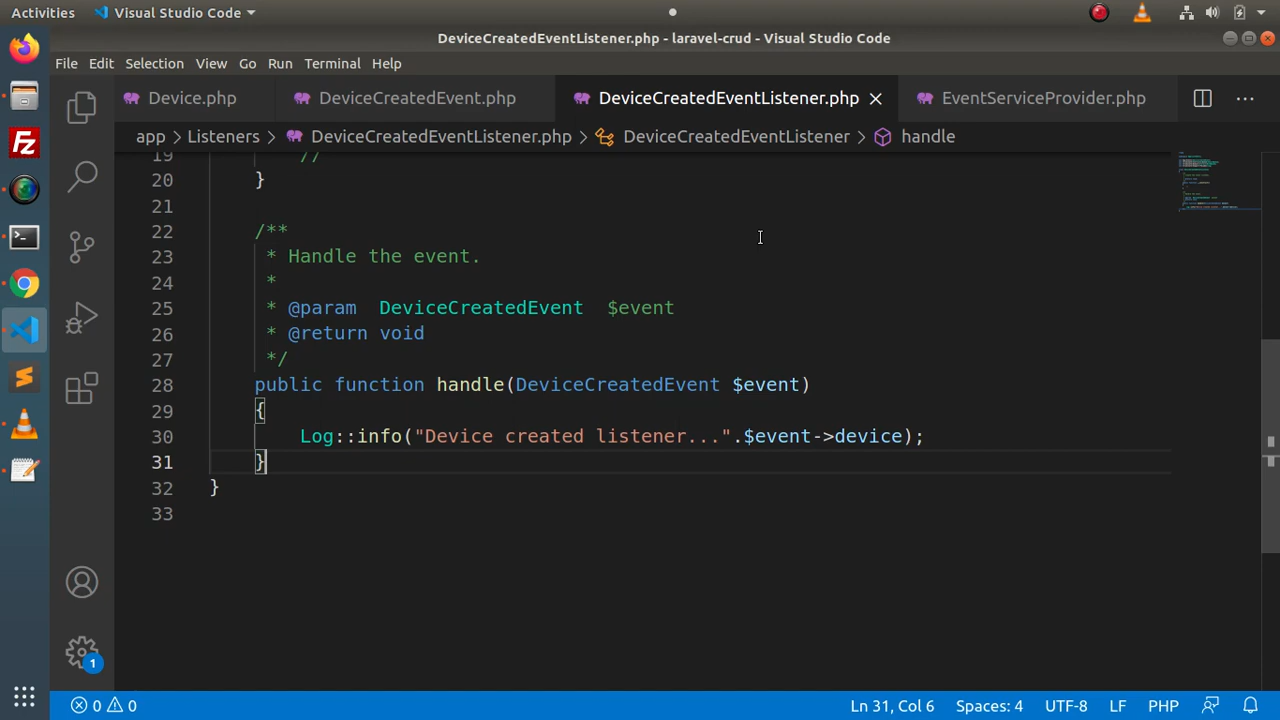 Activities Visual Studio Code
DeviceCreatedEventListener.php - laravel-crud - Visual Studio Code
File Edit Selection View Go Run Terminal Help
Device.php DeviceCreatedEvent.php DeviceCreatedEventListener.php EventServiceProvider.php
app > Listeners > DeviceCreatedEventListener.php > DeviceCreatedEventListener > handle
19 //
20 }
21
22 /**
23 * Handle the event.
24 *
25 * @param  DeviceCreatedEvent  $event
26 * @return void
27 */
28 public function handle(DeviceCreatedEvent $event)
29 {
30 Log::info("Device created listener...".$event->device);
31 }
32 }
33
1
0 0 Ln 31, Col 6 Spaces: 4 UTF-8 LF PHP